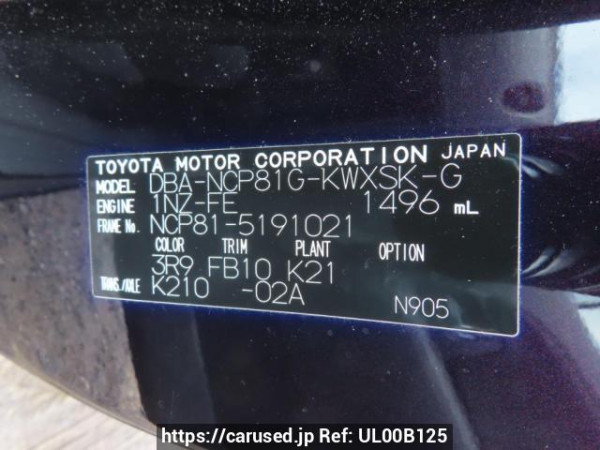 TOYOTA MOTOR CORPORATION JAPAN
MODEL DBA-NCP81G-KWXSK-G
ENGINE 1NZ-FE 1496 mL
FRAME No. NCP81-5191021
COLOR TRIM PLANT OPTION
3R9 FB10 K21
TRANS./AXLE K210 -02A
N905
https://carused.jp Ref: UL00B125